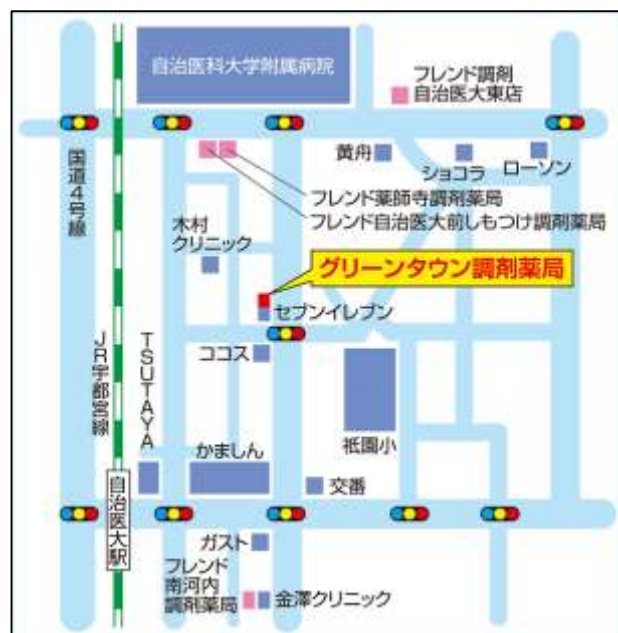 自治医科大学附属病院
フレンド調剤
自治医大東店
国道4号線
黄舟
ショコラ
ローソン
フレンド薬師寺調剤薬局
フレンド自治医大前しもつけ調剤薬局
木村
クリニック
グリーンタウン調剤薬局
セブンイレブン
JR宇都宮線
TSUTAYA
ココス
祇園小
かましん
交番
自治医大駅
ガスト
フレンド
南河内
調剤薬局
金澤クリニック